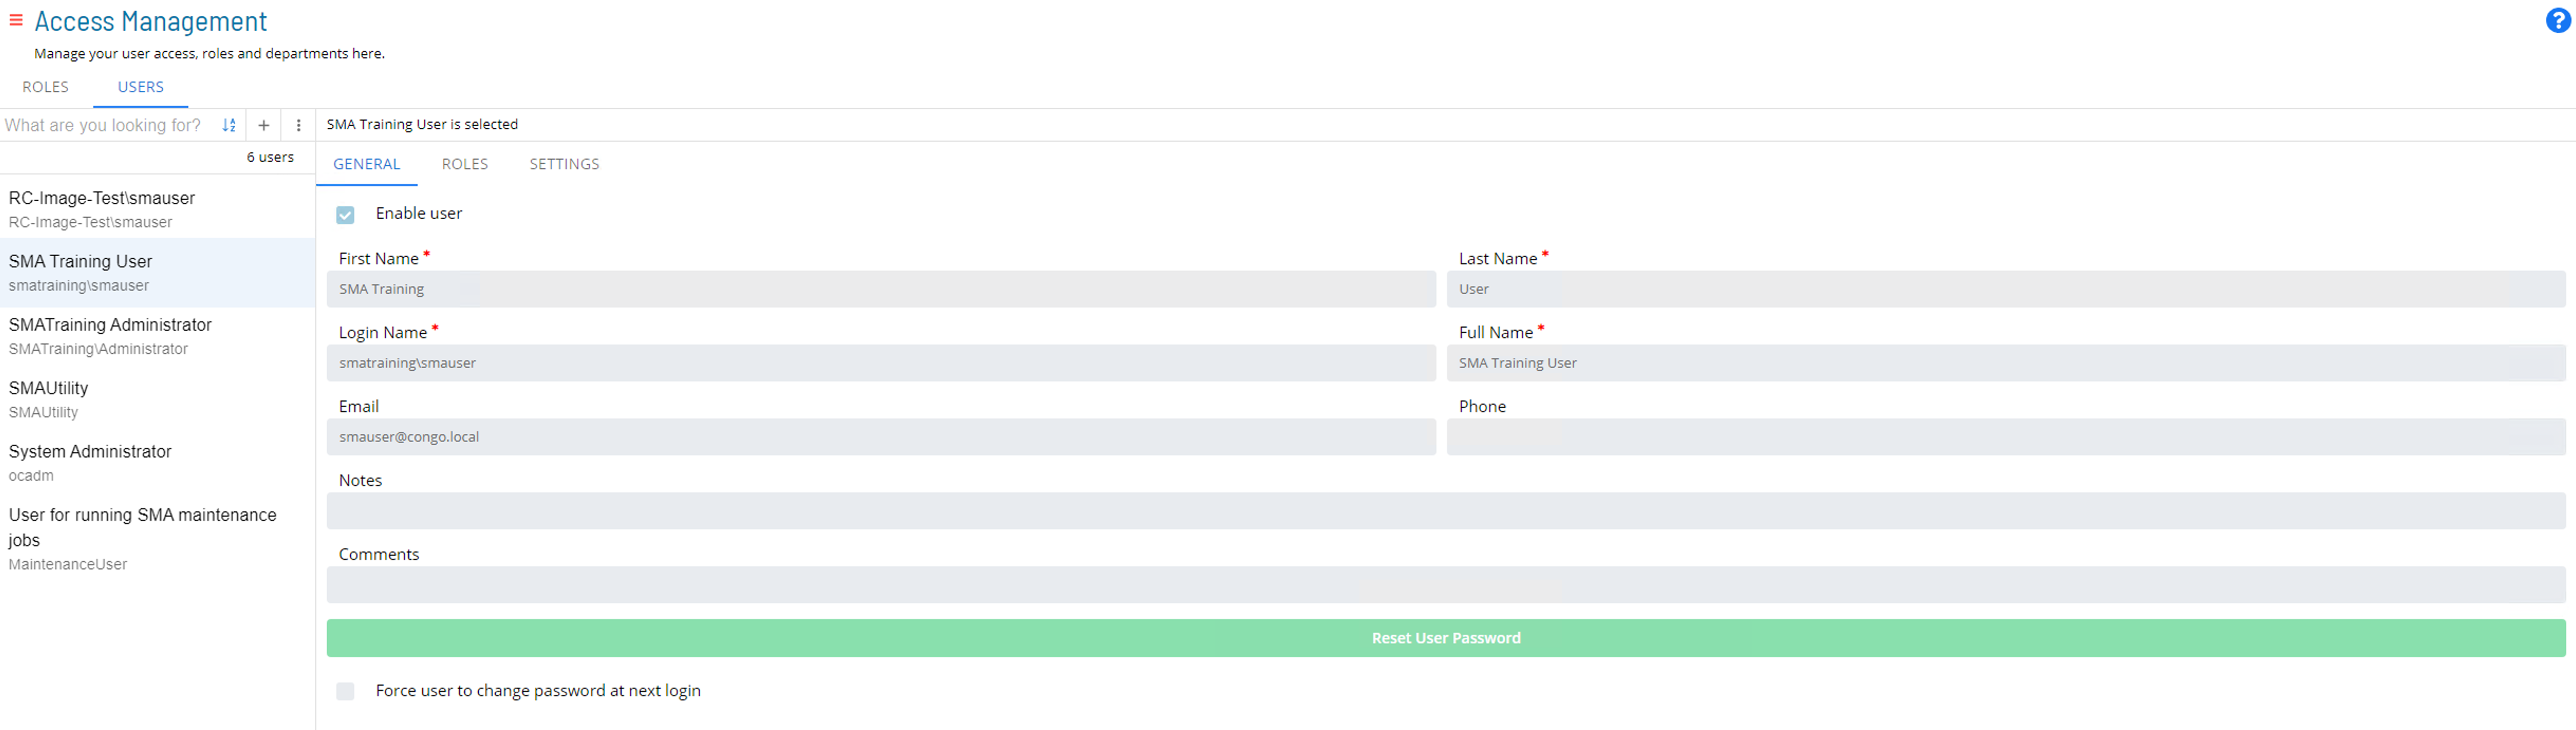 Access Management
?
Manage your user access, roles and departments here.
ROLES USERS
What are you looking for? A Z + SMA Training User is selected
6 users
GENERAL ROLES SETTINGS
RC-Image-Test\smauser
RC-Image-Test\smauser
SMA Training User
smatraining\smauser
SMATraining Administrator
SMATraining\Administrator
SMAUtility
SMAUtility
System Administrator
ocadm
User for running SMA maintenance
jobs
MaintenanceUser
Enable user
First Name *
SMA Training
Last Name *
User
Login Name *
smatraining\smauser
Full Name *
SMA Training User
Email
smauser@congo.local
Phone
Notes
Comments
Reset User Password
Force user to change password at next login